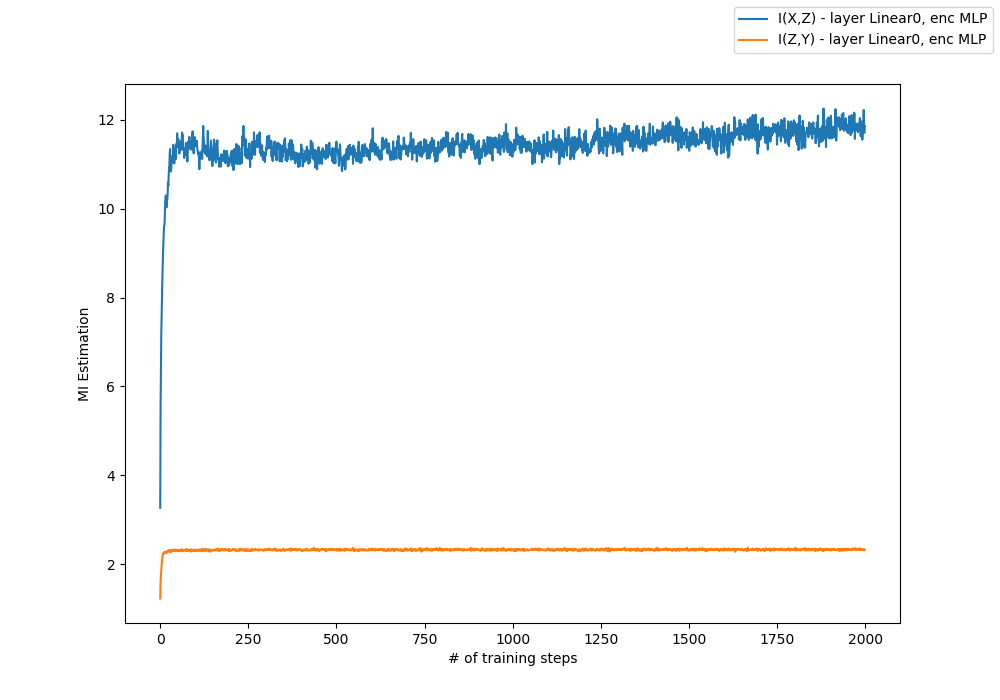 I(X,Z) - layer Linear0, enc MLP
I(Z,Y) - layer Linear0, enc MLP
12
10
8
6
4
2
MI Estimation
0 250 500 750 1000 1250 1500 1750 2000
# of training steps